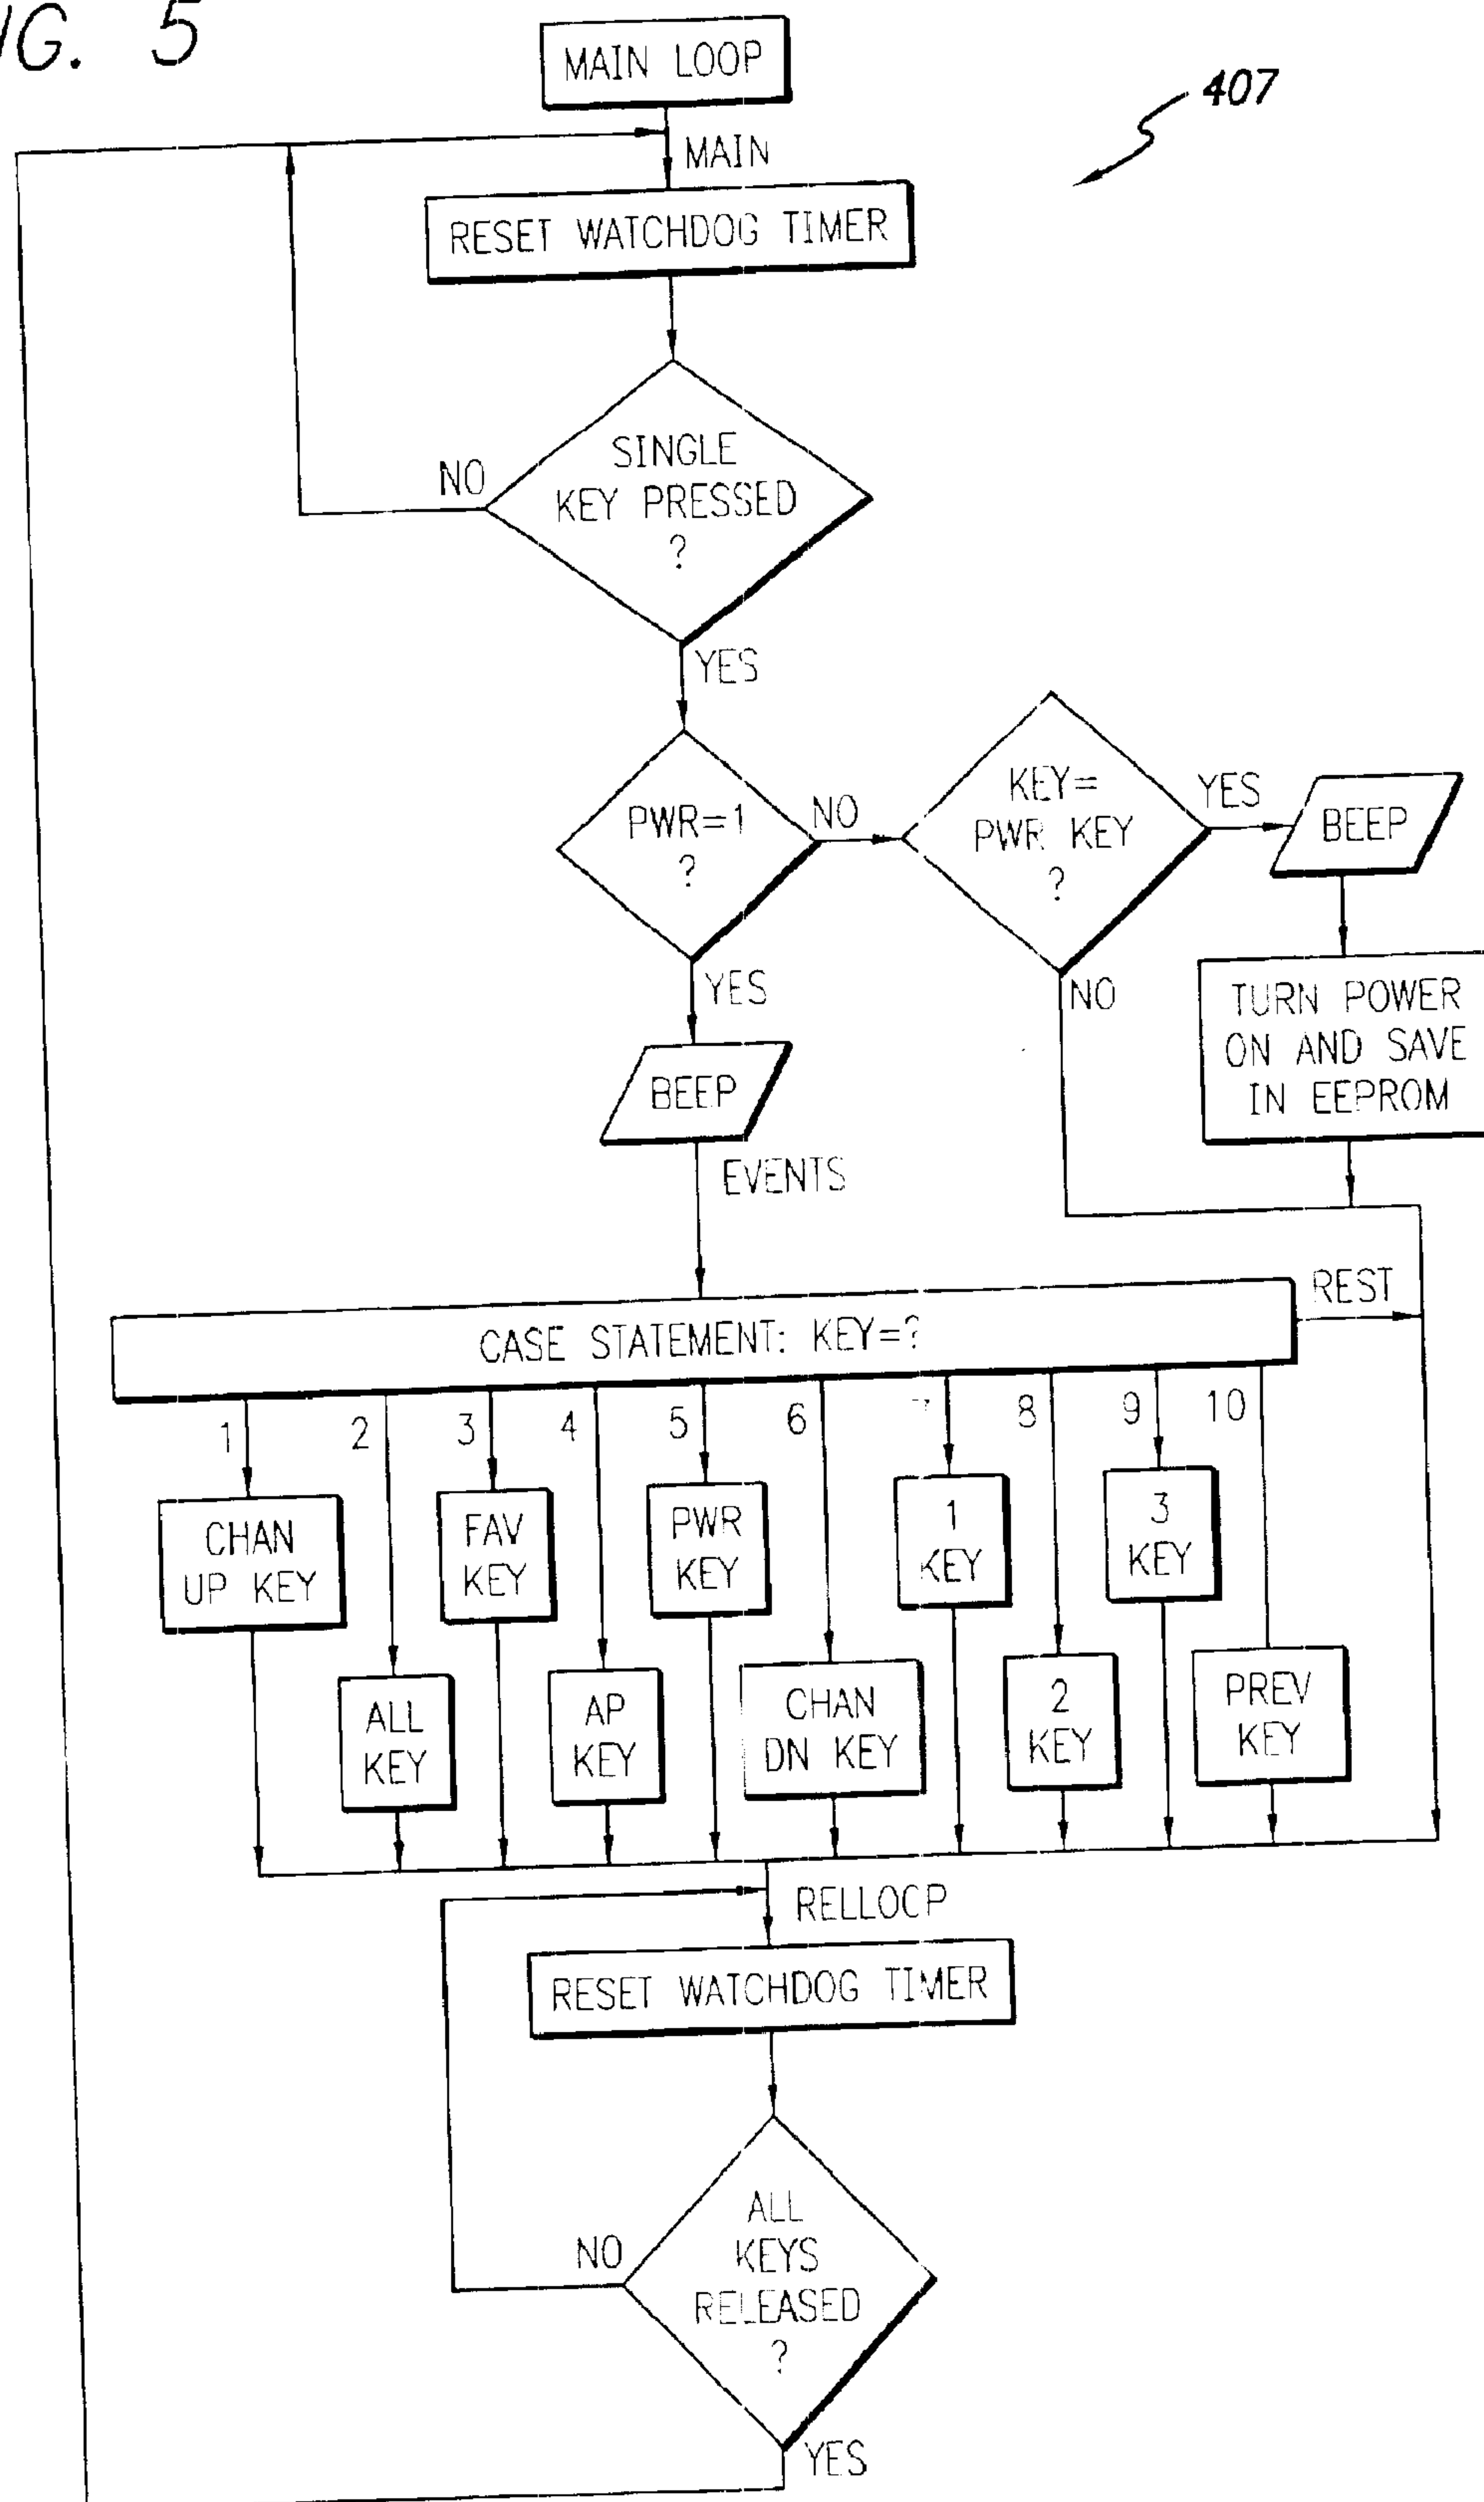 G. 5
MAIN LOOP
407
MAIN
RESET WATCHDOG TIMER
SINGLE
KEY PRESSED
?
NO
YES
PWR=1
?
NO
KEY=
PWR KEY
?
YES
BEEP
YES
NO
TURN POWER
ON AND SAVE
IN EEPROM
BEEP
EVENTS
REST
CASE STATEMENT: KEY=?
1
2
3
4
5
6
7
8
9
10
CHAN
UP KEY
FAV
KEY
PWR
KEY
1
KEY
3
KEY
ALL
KEY
AP
KEY
CHAN
DN KEY
2
KEY
PREV
KEY
RELLOCP
RESET WATCHDOG TIMER
ALL
KEYS
RELEASED
?
NO
YES